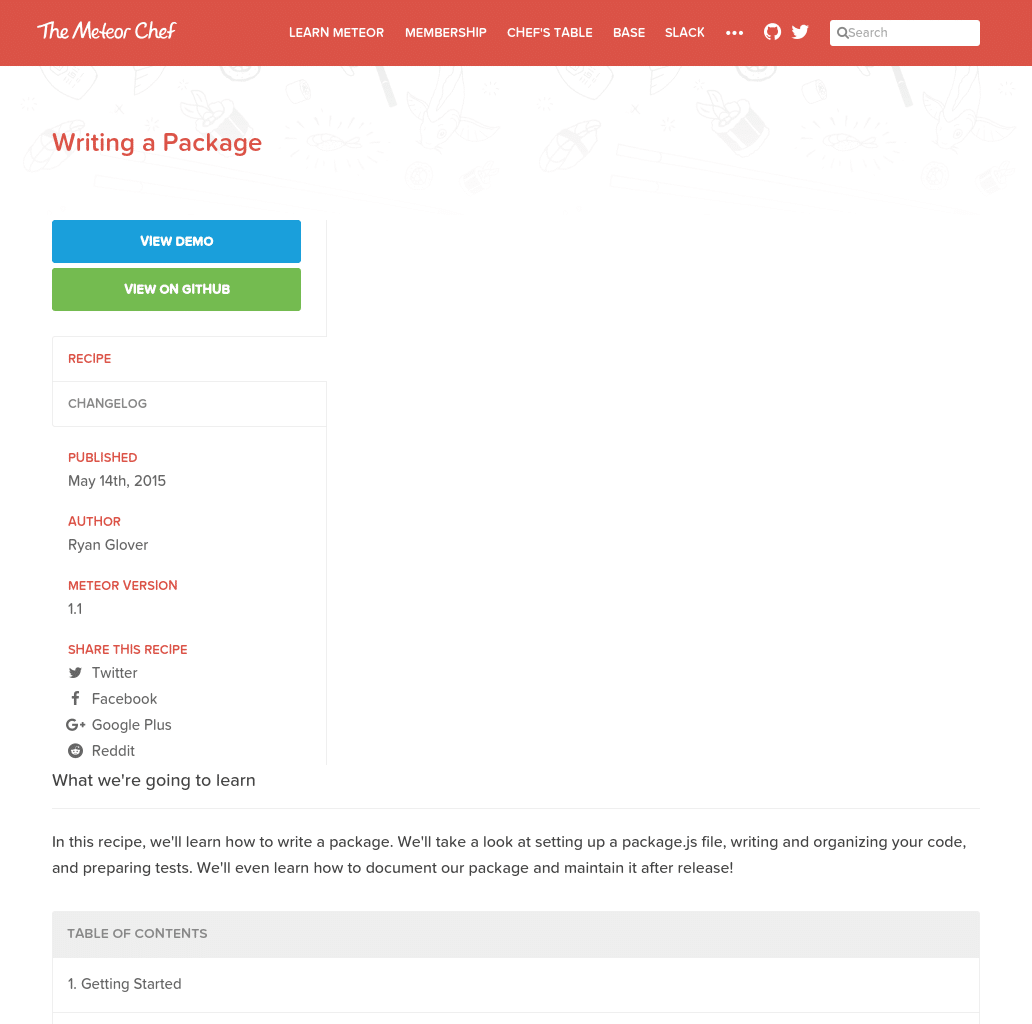 The Meteor Chef
LEARN METEOR MEMBERSHIP CHEF'S TABLE BASE SLACK ••• Search
Writing a Package
VIEW DEMO
VIEW ON GITHUB
RECIPE
CHANGELOG
PUBLISHED
May 14th, 2015
AUTHOR
Ryan Glover
METEOR VERSION
1.1
SHARE THIS RECIPE
Twitter
Facebook
Google Plus
Reddit
What we're going to learn
In this recipe, we'll learn how to write a package. We'll take a look at setting up a package.js file, writing and organizing your code,
and preparing tests. We'll even learn how to document our package and maintain it after release!
TABLE OF CONTENTS
1. Getting Started